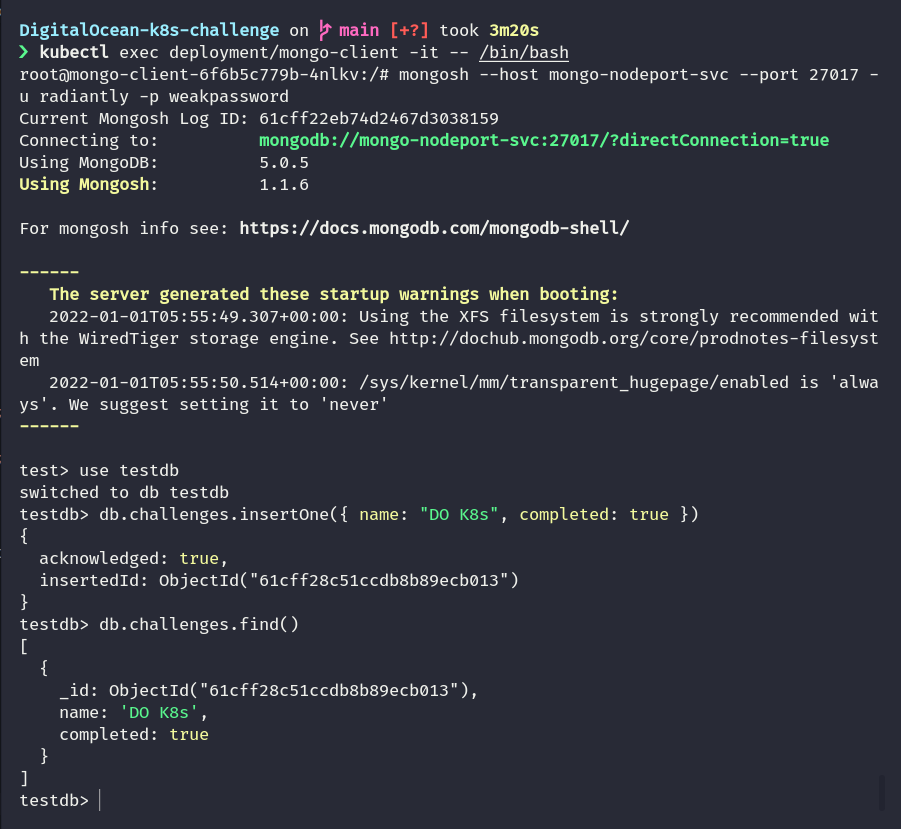 DigitalOcean-k8s-challenge on main [+?] took 3m20s
❯ kubectl exec deployment/mongo-client -it -- /bin/bash
root@mongo-client-6f6b5c779b-4nlkv:/# mongosh --host mongo-nodeport-svc --port 27017 -
u radiantly -p weakpassword
Current Mongosh Log ID: 61cff22eb74d2467d3038159
Connecting to:          mongodb://mongo-nodeport-svc:27017/?directConnection=true
Using MongoDB:          5.0.5
Using Mongosh:          1.1.6
For mongosh info see: https://docs.mongodb.com/mongodb-shell/
------
   The server generated these startup warnings when booting:
   2022-01-01T05:55:49.307+00:00: Using the XFS filesystem is strongly recommended wit
h the WiredTiger storage engine. See http://dochub.mongodb.org/core/prodnotes-filesyst
em
   2022-01-01T05:55:50.514+00:00: /sys/kernel/mm/transparent_hugepage/enabled is 'alwa
ys'. We suggest setting it to 'never'
------
test> use testdb
switched to db testdb
testdb> db.challenges.insertOne({ name: "DO K8s", completed: true })
{
  acknowledged: true,
  insertedId: ObjectId("61cff28c51ccdb8b89ecb013")
}
testdb> db.challenges.find()
[
  {
    _id: ObjectId("61cff28c51ccdb8b89ecb013"),
    name: 'DO K8s',
    completed: true
  }
]
testdb>